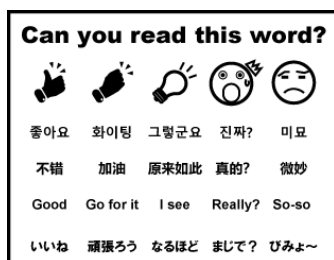 Can you read this word?
좋아요 화이팅 그렇군요 진짜? 미묘
不错 加油 原来如此 真的? 微妙
Good Go for it I see Really? So-so
いいね 頑張ろう なるほど まじで？ びみょ～